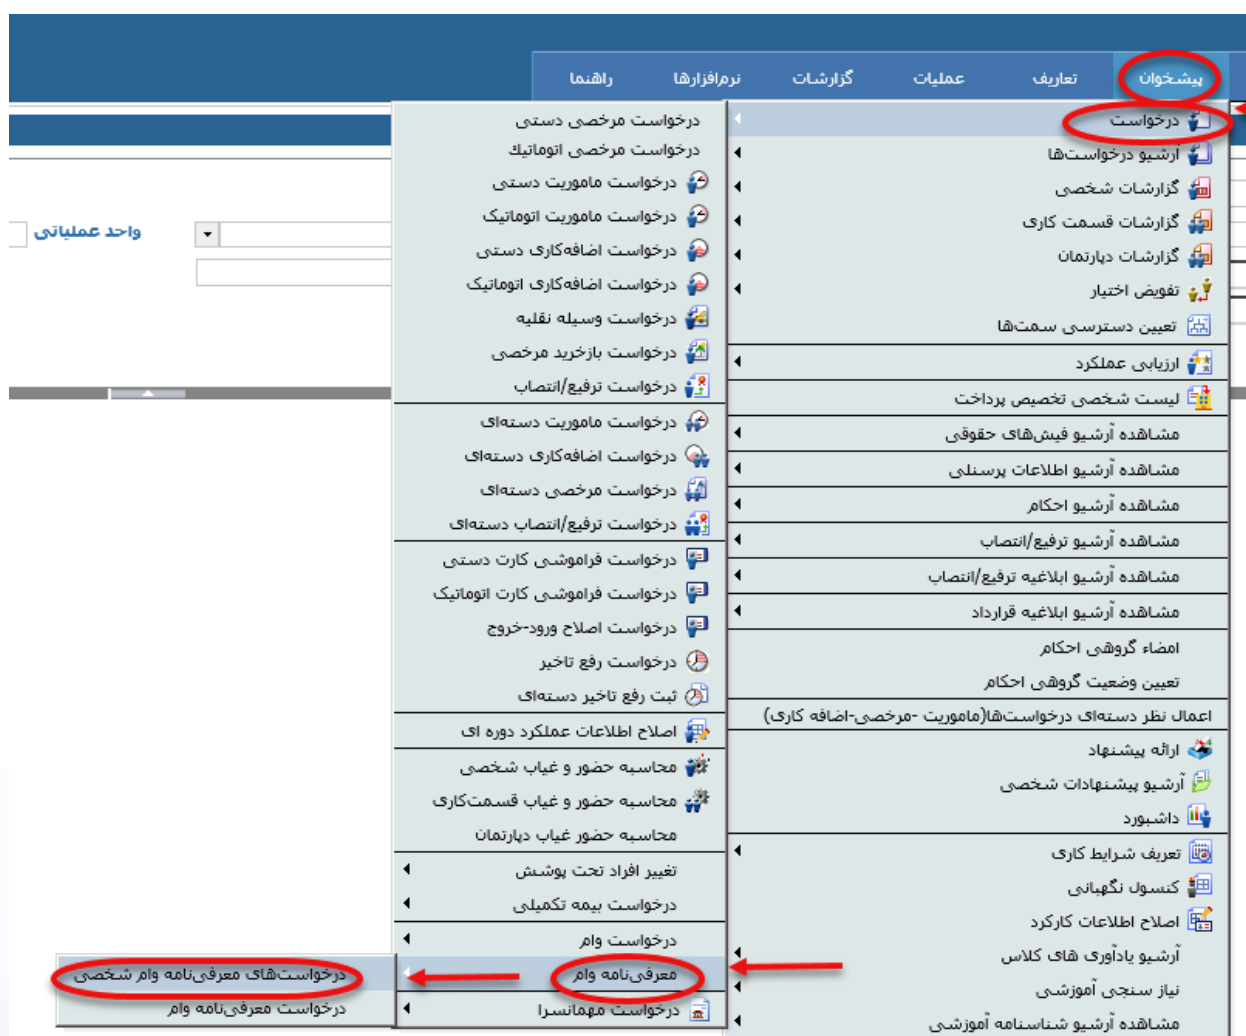 پیشخوان
تعاریف
عملیات
گزارشات
نرم‌افزارها
راهنما
درخواست
آرشیو درخواست‌ها
گزارشات شخصی
گزارشات قسمت کاری
گزارشات دپارتمان
تفویض اختیار
تعیین دسترسی سمت‌ها
ارزیابی عملکرد
لیست شخصی تخصیص پرداخت
مشاهده آرشیو فیش‌های حقوقی
مشاهده آرشیو اطلاعات پرسنلی
مشاهده آرشیو احکام
مشاهده آرشیو ترفیع/انتصاب
مشاهده آرشیو ابلاغیه ترفیع/انتصاب
مشاهده آرشیو ابلاغیه قرارداد
امضاء گروهی احکام
تعیین وضعیت گروهی احکام
اعمال نظر دسته‌ای درخواست‌ها(ماموریت -مرخصی-اضافه کاری)
ارائه پیشنهاد
آرشیو پیشنهادات شخصی
داشبورد
تعریف شرایط کاری
کنسول نگهبانی
اصلاح اطلاعات کارکرد
آرشیو یادآوری های کلاس
نیاز سنجی آموزشی
مشاهده آرشیو شناسنامه آموزشی
درخواست مرخصی دستی
درخواست مرخصی اتوماتیك
درخواست ماموریت دستی
درخواست ماموریت اتوماتیک
درخواست اضافه‌کاری دستی
درخواست اضافه‌کاری اتوماتیک
درخواست وسیله نقلیه
درخواست بازخرید مرخصی
درخواست ترفیع/انتصاب
درخواست ماموریت دسته‌ای
درخواست اضافه‌کاری دسته‌ای
درخواست مرخصی دسته‌ای
درخواست ترفیع/انتصاب دسته‌ای
درخواست فراموشی کارت دستی
درخواست فراموشی کارت اتوماتیک
درخواست اصلاح ورود-خروج
درخواست رفع تاخیر
ثبت رفع تاخیر دسته‌ای
اصلاح اطلاعات عملکرد دوره ای
محاسبه حضور و غیاب شخصی
محاسبه حضور و غیاب قسمت‌کاری
محاسبه حضور غیاب دپارتمان
تغییر افراد تحت پوشش
درخواست بیمه تکمیلی
درخواست وام
معرفی‌نامه وام
درخواست مهمانسرا
درخواست‌های معرفی‌نامه وام شخصی
درخواست معرفی‌نامه وام
واحد عملیاتی